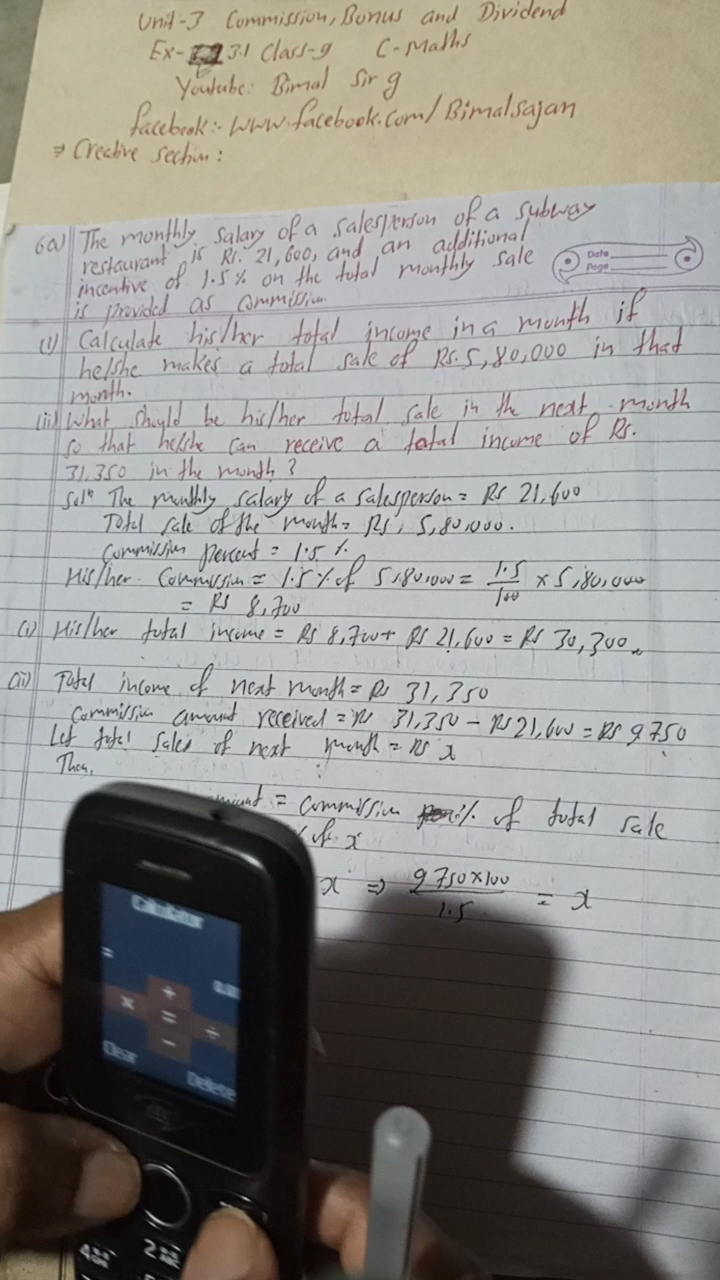 Unit-3 Commission, Bonus and Dividend
Ex- 3.1 Class-9 C-Maths
Youtube: Bimal Sir g
facebook:- www.facebook.com/Bimalsajan
⇒ Creative section:
6a) The monthly salary of a salesperson of a subway
restaurant is Rs. 21,600, and an additional
incentive of 1.5% on the total monthly sale
is provided as commission.
Date
Page
(i) Calculate his/her total income in a month if
he/she makes a total sale of Rs. 5,80,000 in that
month.
(ii) What should be his/her total sale in the next month
so that he/she can receive a total income of Rs.
31,350 in the month?
Solⁿ The monthly salary of a salesperson = Rs 21,600
Total sale of the month = Rs, 5,80,000.
Commission percent = 1.5%
His/her Commission = 1.5% of 5,80,000 = 1.5/100 × 5,80,000
= Rs 8,700
(i) His/her total income = Rs 8,700 + Rs 21,600 = Rs 30,300
(ii) Total income of next month = Rs 31,350
Commission amount received = Rs 31,350 - Rs 21,600 = Rs 9750
Let total sales of next month = Rs x
Then,
= commission % of total sale
% of x
x ⇒ 9750×100/1.5 = x
Calculator
=
0.00
+
× = ÷
-
Clear
Delete